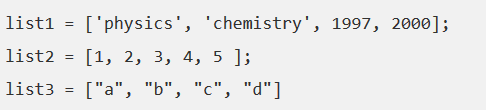 list1 = ['physics', 'chemistry', 1997, 2000];
list2 = [1, 2, 3, 4, 5 ];
list3 = ["a", "b", "c", "d"]